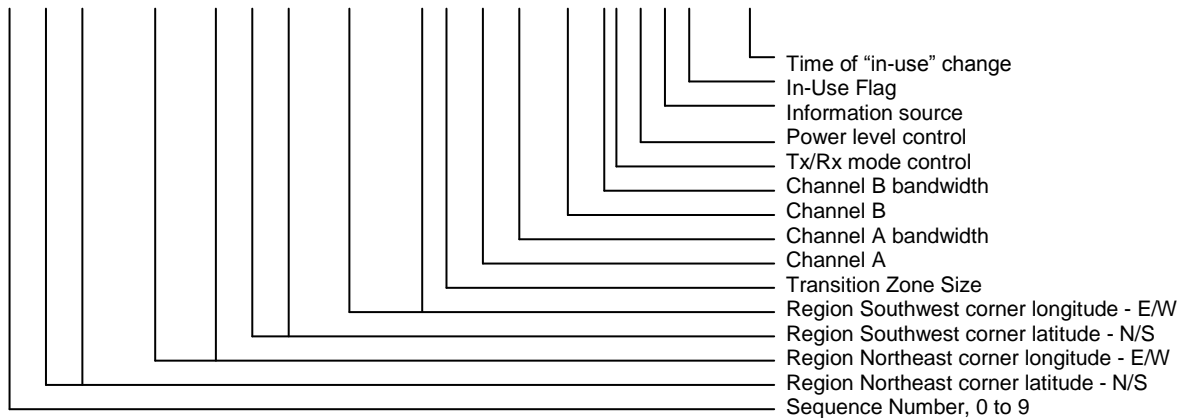 Time of “in-use” change
In-Use Flag
Information source
Power level control
Tx/Rx mode control
Channel B bandwidth
Channel B
Channel A bandwidth
Channel A
Transition Zone Size
Region Southwest corner longitude - E/W
Region Southwest corner latitude - N/S
Region Northeast corner longitude - E/W
Region Northeast corner latitude - N/S
Sequence Number, 0 to 9